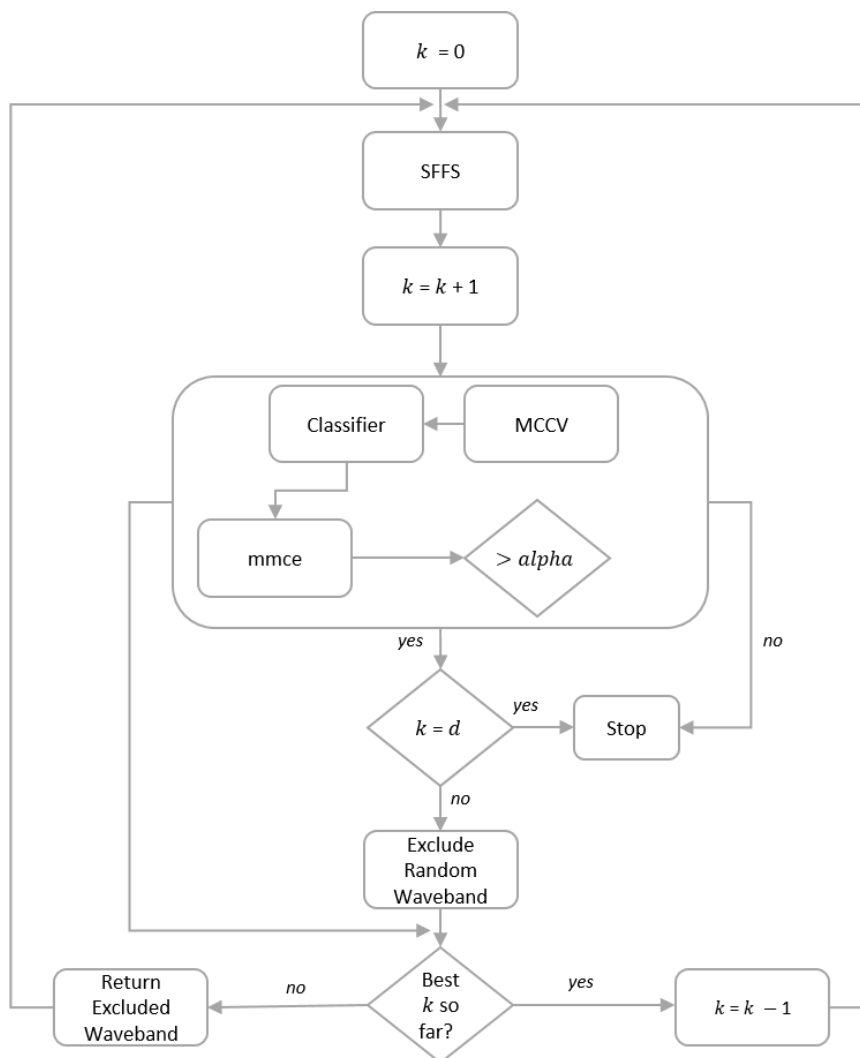 k = 0
SFFS
k = k + 1
Classifier
MCCV
mmce
> alpha
yes
no
k = d
yes
Stop
no
Exclude
Random
Waveband
Return
Excluded
Waveband
no
Best
k so
far?
yes
k = k − 1